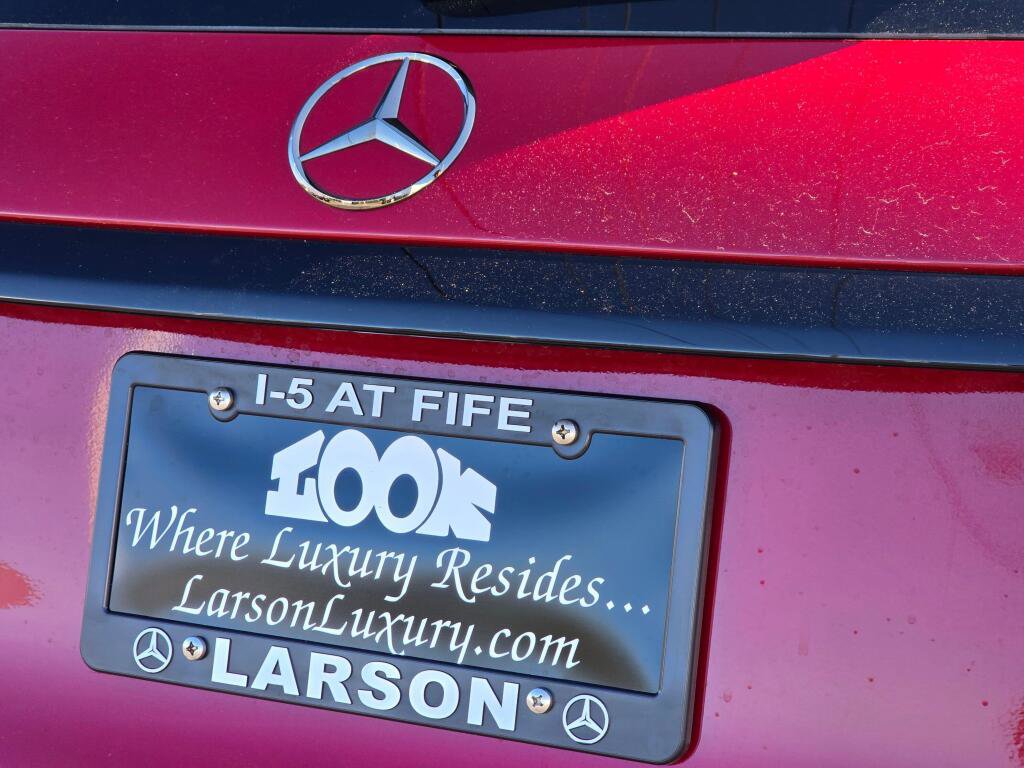 I-5 AT FIFE
LOOK
Where Luxury Resides...
LarsonLuxury.com
LARSON